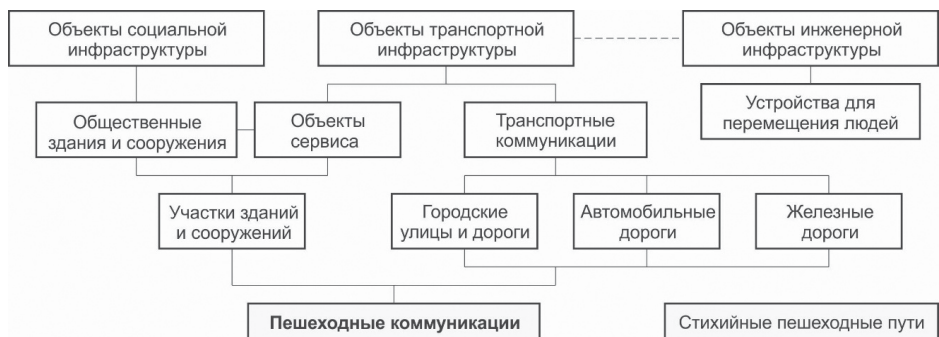 Объекты социальной
инфраструктуры
Объекты транспортной
инфраструктуры
Объекты инженерной
инфраструктуры
Общественные
здания и сооружения
Объекты
сервиса
Транспортные
коммуникации
Устройства для
перемещения людей
Участки зданий
и сооружений
Городские
улицы и дороги
Автомобильные
дороги
Железные
дороги
Пешеходные коммуникации
Стихийные пешеходные пути